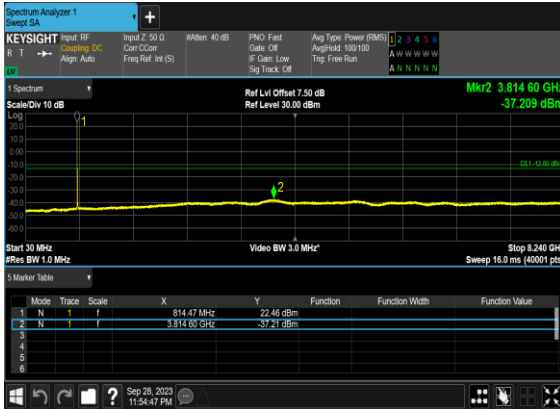 Spectrum Analyzer 1
Swept SA
+
KEYSIGHT Input: RF Input Z: 50 Ω #Atten: 40 dB PNO: Fast Avg Type: Power (RMS) 1 2 3 4 5 6
R T Coupling: DC Corr CCorr Gate: Off Avg|Hold: 100/100 A W W W W W
Align: Auto Freq Ref: Int (S) IF Gain: Low Trig: Free Run
Sig Track: Off A N N N N N
1 Spectrum Ref Lvl Offset 7.50 dB Mkr2 3.814 60 GHz
Scale/Div 10 dB Ref Level 30.00 dBm -37.209 dBm
Log
1
20.0
10.0
0.00
-10.0 DL1 -13.00 dBm
-20.0
-30.0 2
-40.0
-50.0
-60.0
Start 30 MHz Video BW 3.0 MHz* Stop 8.240 GHz
#Res BW 1.0 MHz Sweep 16.0 ms (40001 pts)
5 Marker Table
Mode Trace Scale X Y Function Function Width Function Value
1 N 1 f 814.47 MHz 22.46 dBm
2 N 1 f 3.814 60 GHz -37.21 dBm
3
4
5
6
? Sep 28, 2023
11:54:47 PM